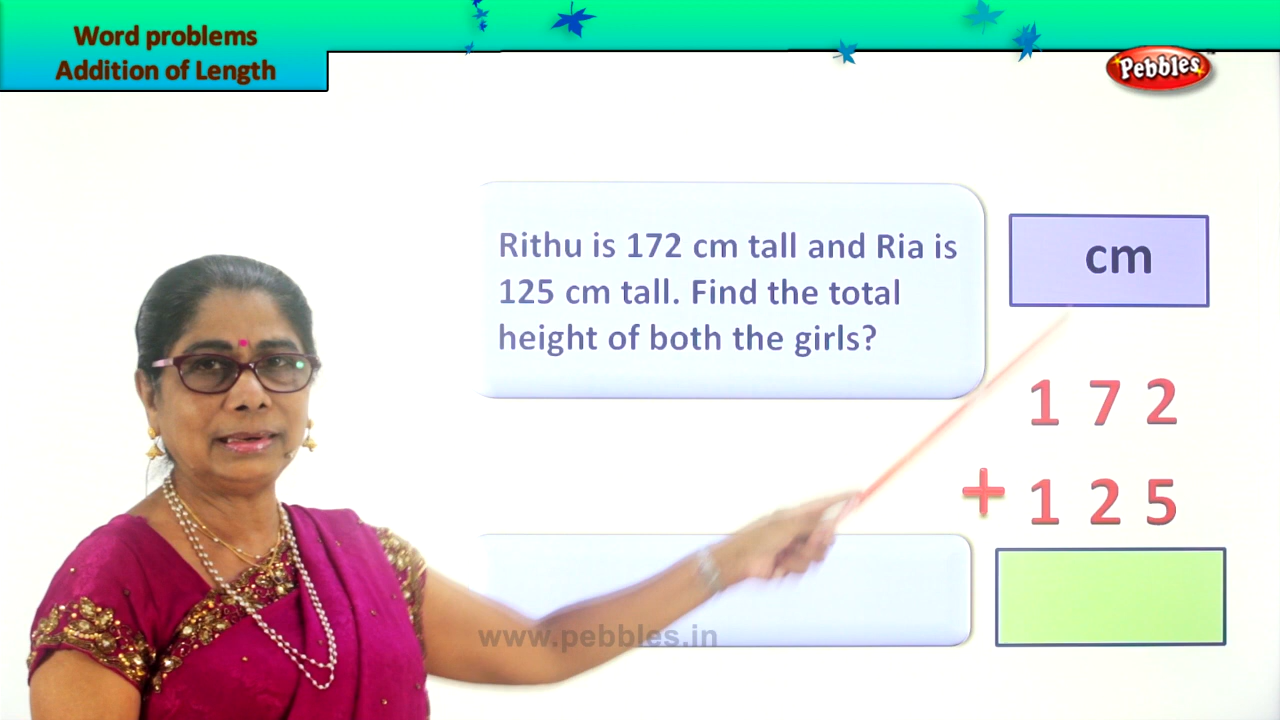 Word problems
Addition of Length
Pebbles
Rithu is 172 cm tall and Ria is
125 cm tall. Find the total
height of both the girls?
cm
1 7 2
+ 1 2 5
www.pebbles.in